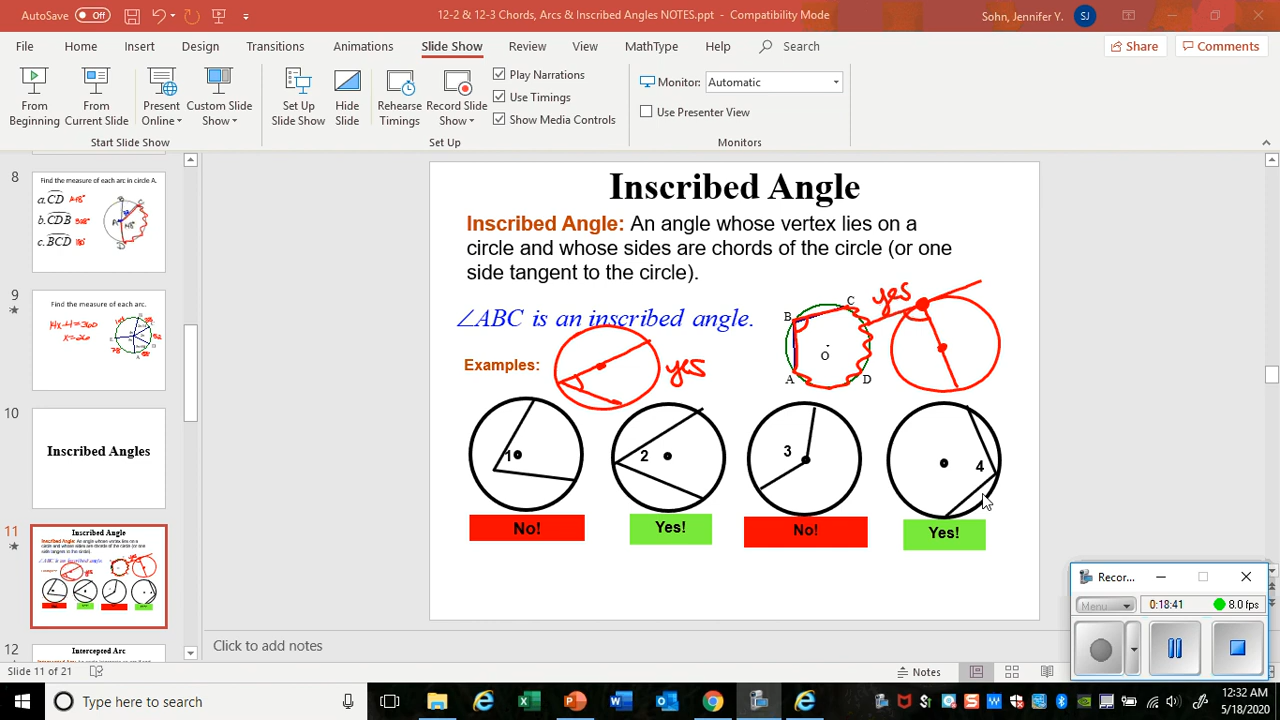 AutoSave Off
12-2 & 12-3 Chords, Arcs & Inscribed Angles NOTES.ppt - Compatibility Mode
Sohn, Jennifer Y.
SJ
File Home Insert Design Transitions Animations Slide Show Review View MathType Help Search
Share Comments
From Beginning
From Current Slide
Present Online
Custom Slide Show
Set Up Slide Show
Hide Slide
Rehearse Timings
Record Slide Show
Play Narrations
Use Timings
Show Media Controls
Monitor: Automatic
Use Presenter View
Start Slide Show
Set Up
Monitors
8
Find the measure of each arc in circle A.
a. CD
b. CDB
c. BCD 180°
9
Find the measure of each arc.
x=26
10
Inscribed Angles
11
Inscribed Angle
12
Intercepted Arc
Inscribed Angle
Inscribed Angle: An angle whose vertex lies on a
circle and whose sides are chords of the circle (or one
side tangent to the circle).
∠ABC is an inscribed angle.
B C
O
A D
yes
Examples:
yes
1 2 3 4
No! Yes! No! Yes!
Click to add notes
Slide 11 of 21
Notes
Recor...
Menu
0:18:41
8.0 fps
Type here to search
12:32 AM
5/18/2020